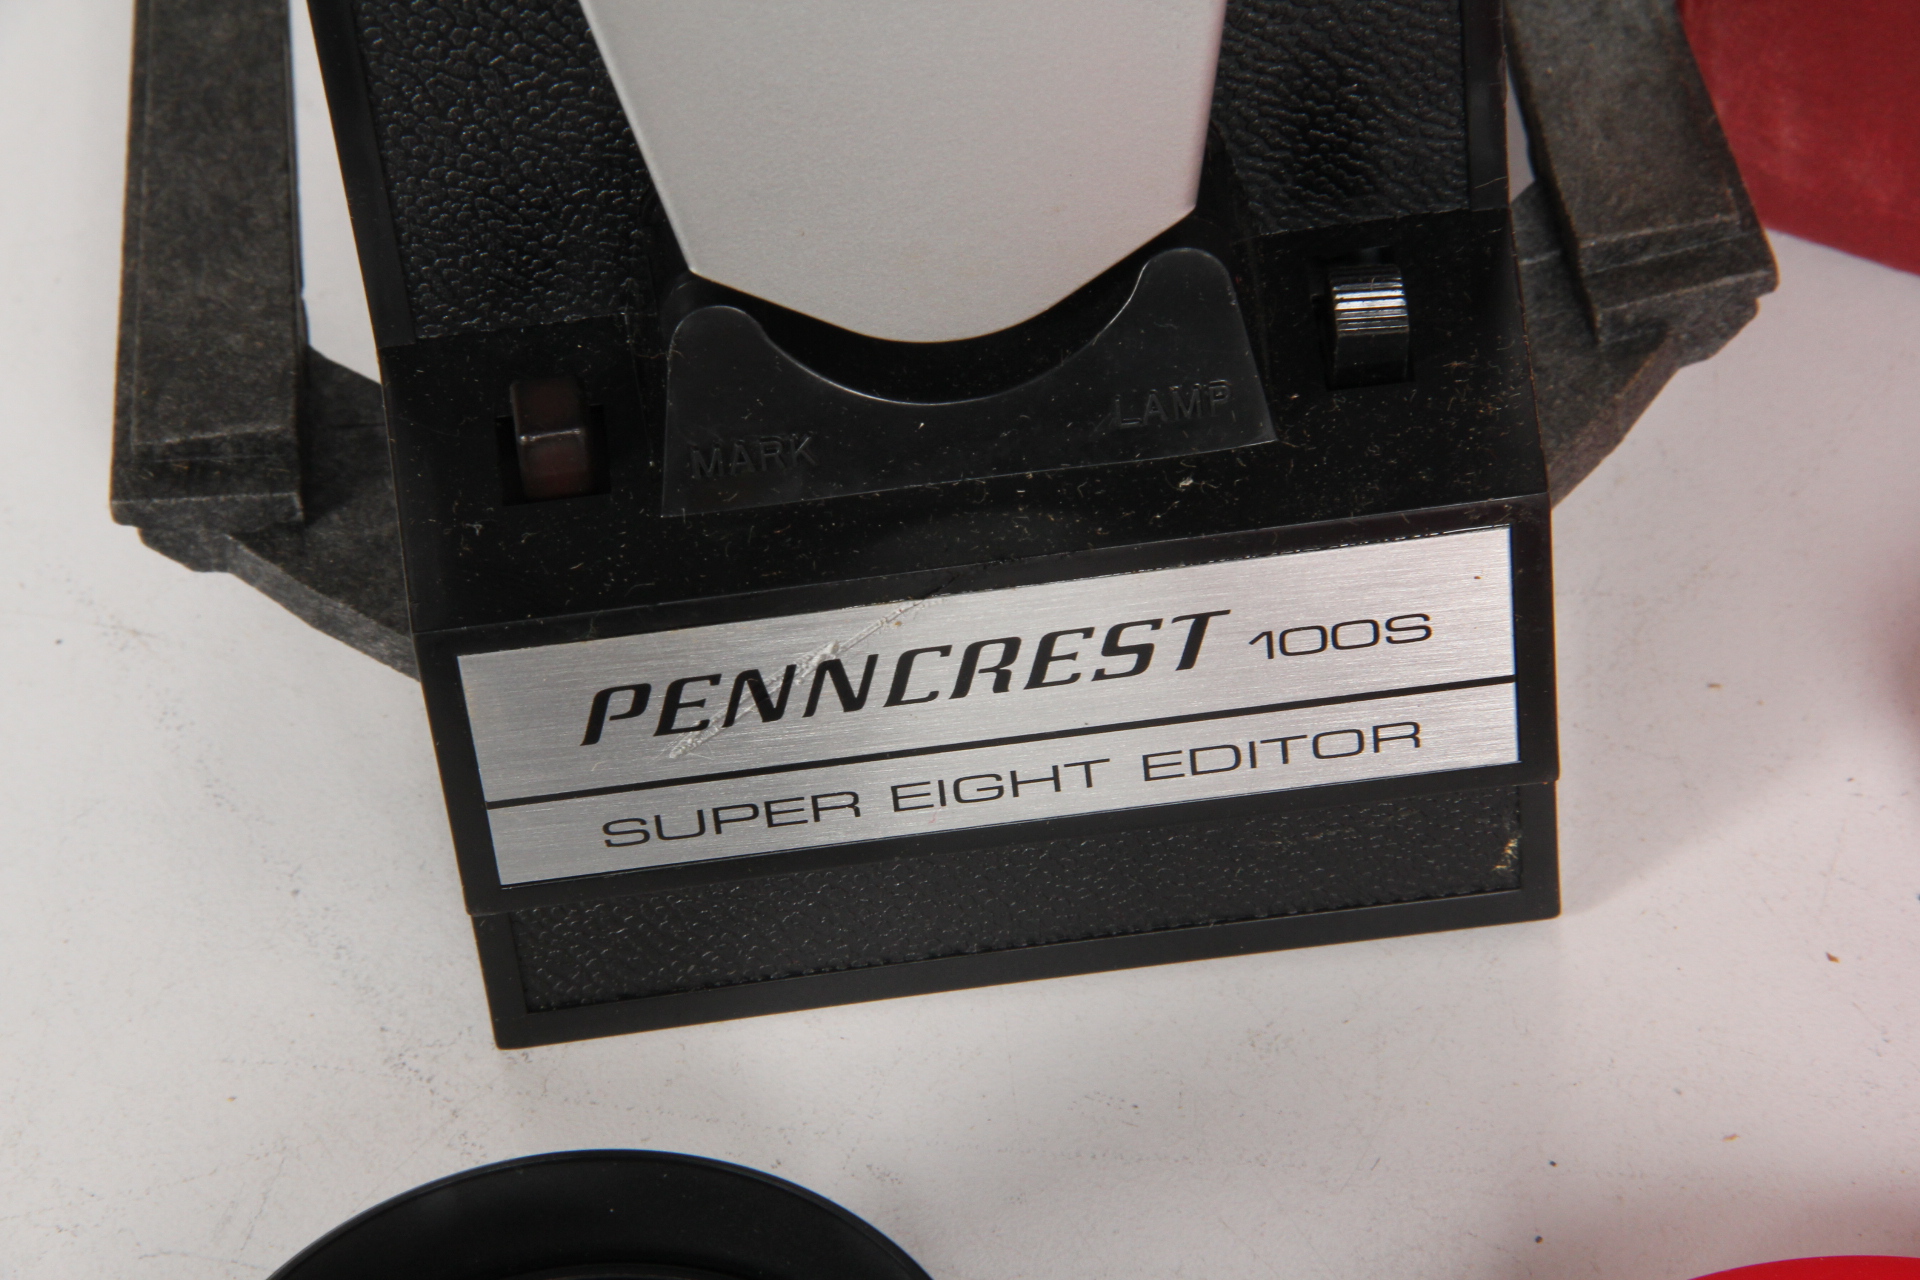 MARK
LAMP
PENNCREST 100S
SUPER EIGHT EDITOR